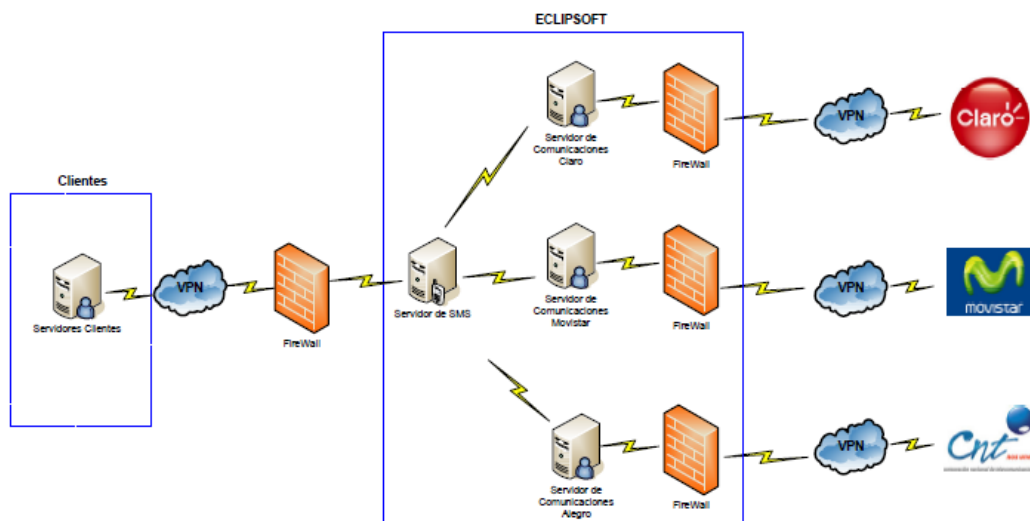 ECLIPSOFT
Clientes
Servidores Clientes
VPN
FireWall
Servidor de SMS
Servidor de
Comunicaciones
Claro
FireWall
VPN
Claro
Servidor de
Comunicaciones
Movistar
FireWall
VPN
movistar
Servidor de
Comunicaciones
Alegro
FireWall
VPN
Cnt